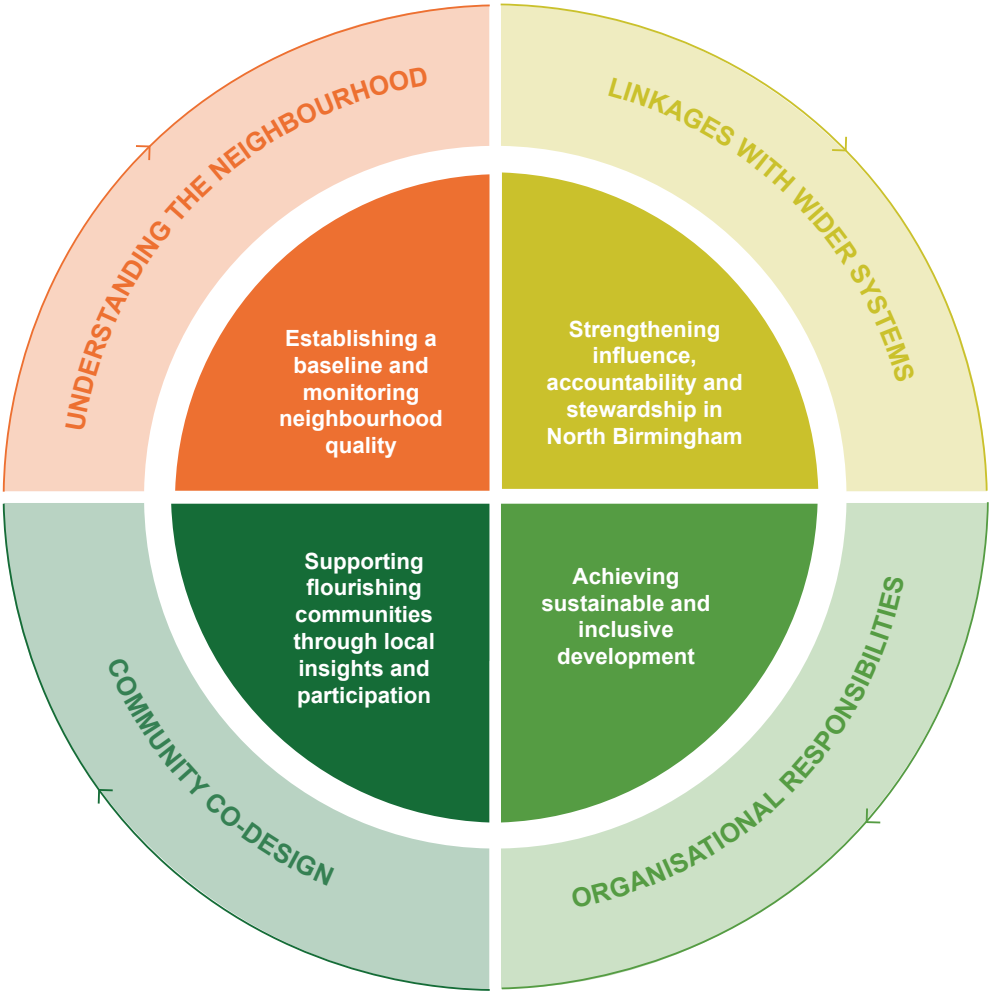 UNDERSTANDING THE NEIGHBOURHOOD
LINKAGES WITH WIDER SYSTEMS
Establishing a
baseline and
monitoring
neighbourhood
quality
Strengthening
influence,
accountability and
stewardship in
North Birmingham
Supporting
flourishing
communities
through local
insights and
participation
Achieving
sustainable and
inclusive
development
COMMUNITY CO-DESIGN
ORGANISATIONAL RESPONSIBILITIES